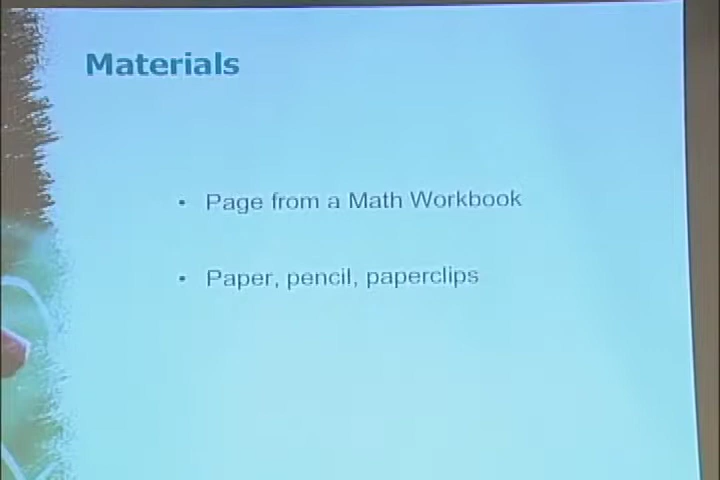 Materials
• Page from a Math Workbook
• Paper, pencil, paperclips